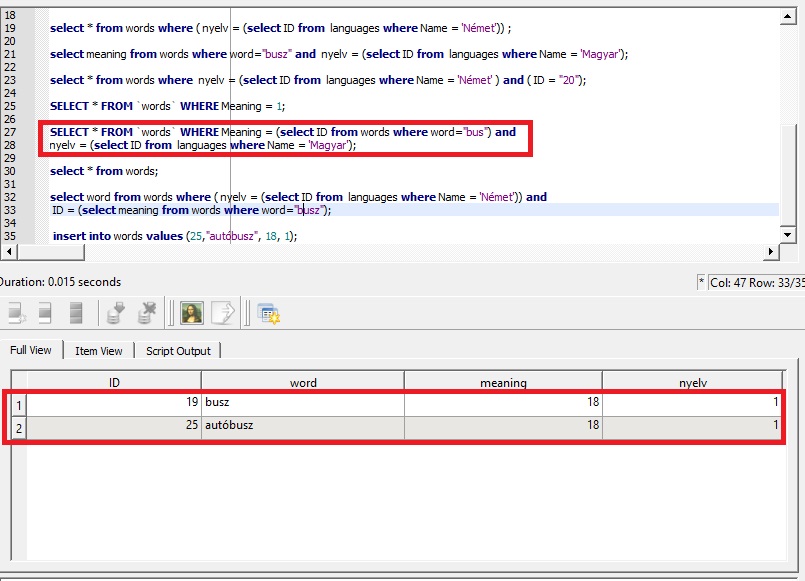 18
19 select * from words where ( nyelv = (select ID from languages where Name = 'Német')) ;
20
21 select meaning from words where word="busz" and nyelv = (select ID from languages where Name = 'Magyar');
22
23 select * from words where nyelv = (select ID from languages where Name = 'Német' ) and ( ID = "20");
24
25 SELECT * FROM `words` WHERE Meaning = 1;
26
27 SELECT * FROM `words` WHERE Meaning = (select ID from words where word="bus") and
28 nyelv = (select ID from languages where Name = 'Magyar');
29
30 select * from words;
31
32 select word from words where ( nyelv = (select ID from languages where Name = 'Német')) and
33 ID = (select meaning from words where word="busz");
34
35 insert into words values (25,"autóbusz", 18, 1);
Duration: 0.015 seconds
* Col: 47 Row: 33/35
Full View Item View Script Output
ID word meaning nyelv
1 19 busz 18 1
2 25 autóbusz 18 1